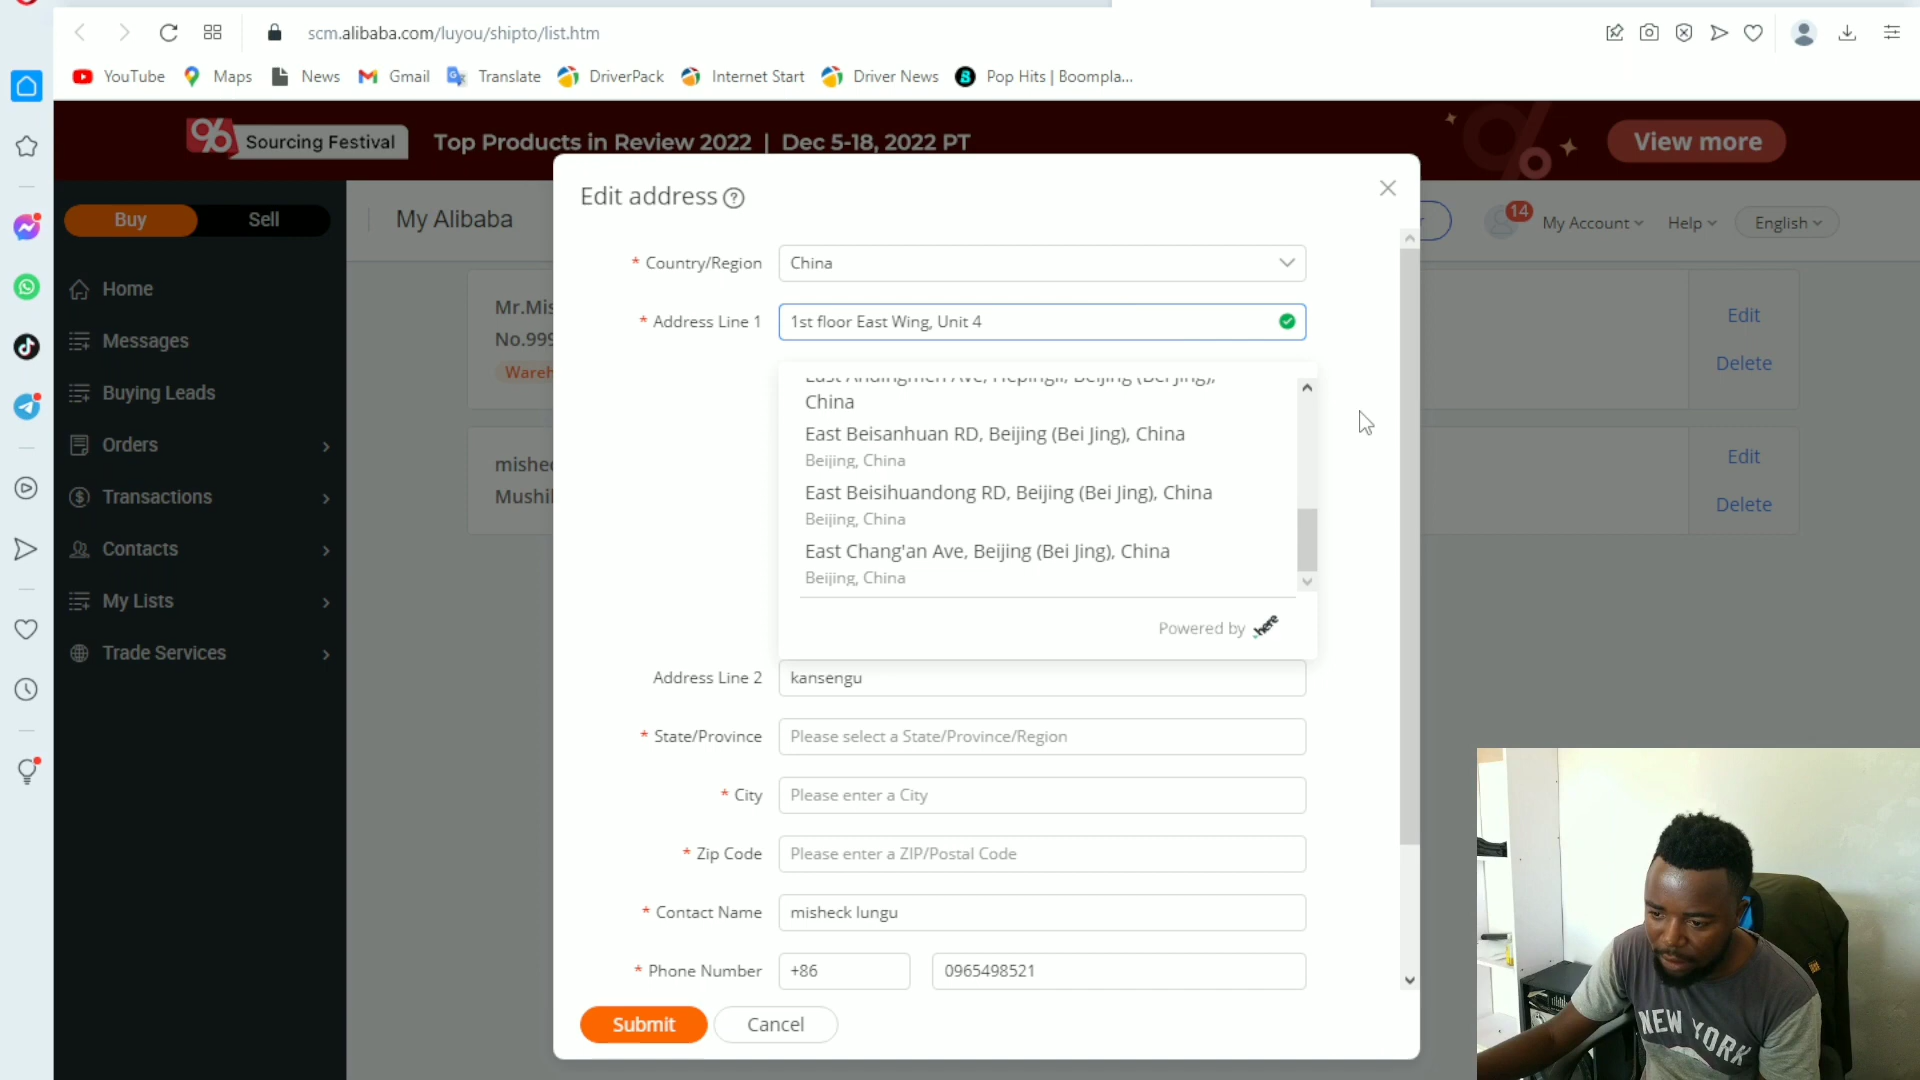 scm.alibaba.com/luyou/shipto/list.htm
YouTube Maps News Gmail Translate DriverPack Internet Start Driver News Pop Hits | Boompla...
Sourcing Festival Top Products in Review 2022 | Dec 5-18, 2022 PT View more
Buy Sell
My Alibaba
14 My Account Help English
Home
Messages
Buying Leads
Orders
Transactions
Contacts
My Lists
Trade Services
Mr.Mis
No.999
Wareh
Edit
Delete
mishe
Mushi
Edit
Delete
Edit address
* Country/Region China
* Address Line 1 1st floor East Wing, Unit 4
East Andingmen Ave, Hepingli, Beijing (Bei Jing),
China
East Beisanhuan RD, Beijing (Bei Jing), China
Beijing, China
East Beisihuandong RD, Beijing (Bei Jing), China
Beijing, China
East Chang'an Ave, Beijing (Bei Jing), China
Beijing, China
Powered by here
Address Line 2 kansengu
* State/Province Please select a State/Province/Region
* City Please enter a City
* Zip Code Please enter a ZIP/Postal Code
* Contact Name misheck lungu
* Phone Number +86 0965498521
Submit Cancel
NEW YORK